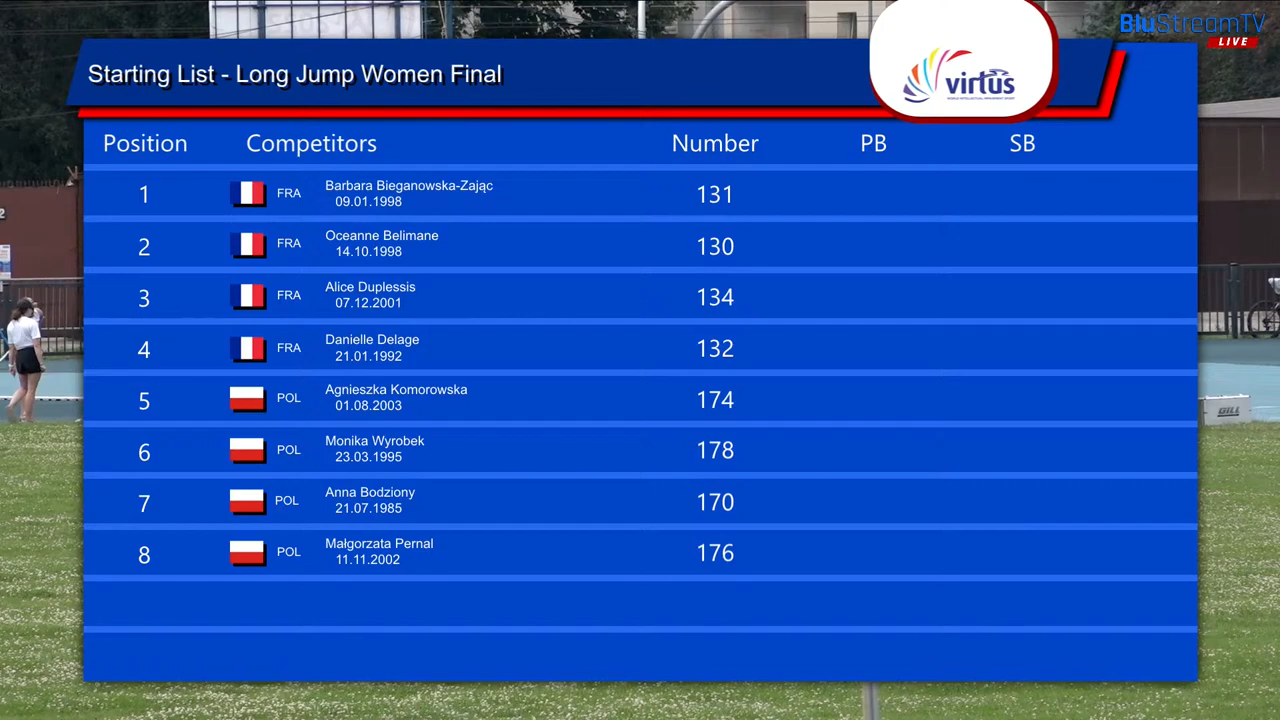 BluStreamTV
LIVE
Starting List - Long Jump Women Final
virtus
Position Competitors Number PB SB
1 FRA Barbara Bieganowska-Zając 131
09.01.1998
2 FRA Oceanne Belimane 130
14.10.1998
3 FRA Alice Duplessis 134
07.12.2001
4 FRA Danielle Delage 132
21.01.1992
5 POL Agnieszka Komorowska 174
01.08.2003
6 POL Monika Wyrobek 178
23.03.1995
7 POL Anna Bodziony 170
21.07.1985
8 POL Małgorzata Pernal 176
11.11.2002
2
GILL